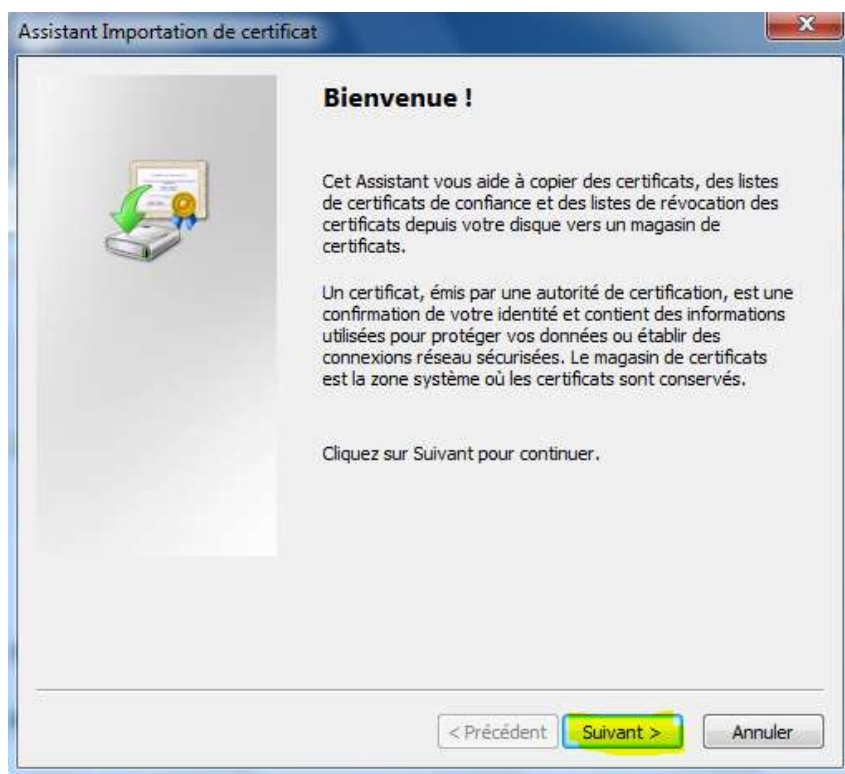 Assistant Importation de certificat
Bienvenue !
Cet Assistant vous aide à copier des certificats, des listes
de certificats de confiance et des listes de révocation des
certificats depuis votre disque vers un magasin de
certificats.
Un certificat, émis par une autorité de certification, est une
confirmation de votre identité et contient des informations
utilisées pour protéger vos données ou établir des
connexions réseau sécurisées. Le magasin de certificats
est la zone système où les certificats sont conservés.
Cliquez sur Suivant pour continuer.
< Précédent Suivant > Annuler